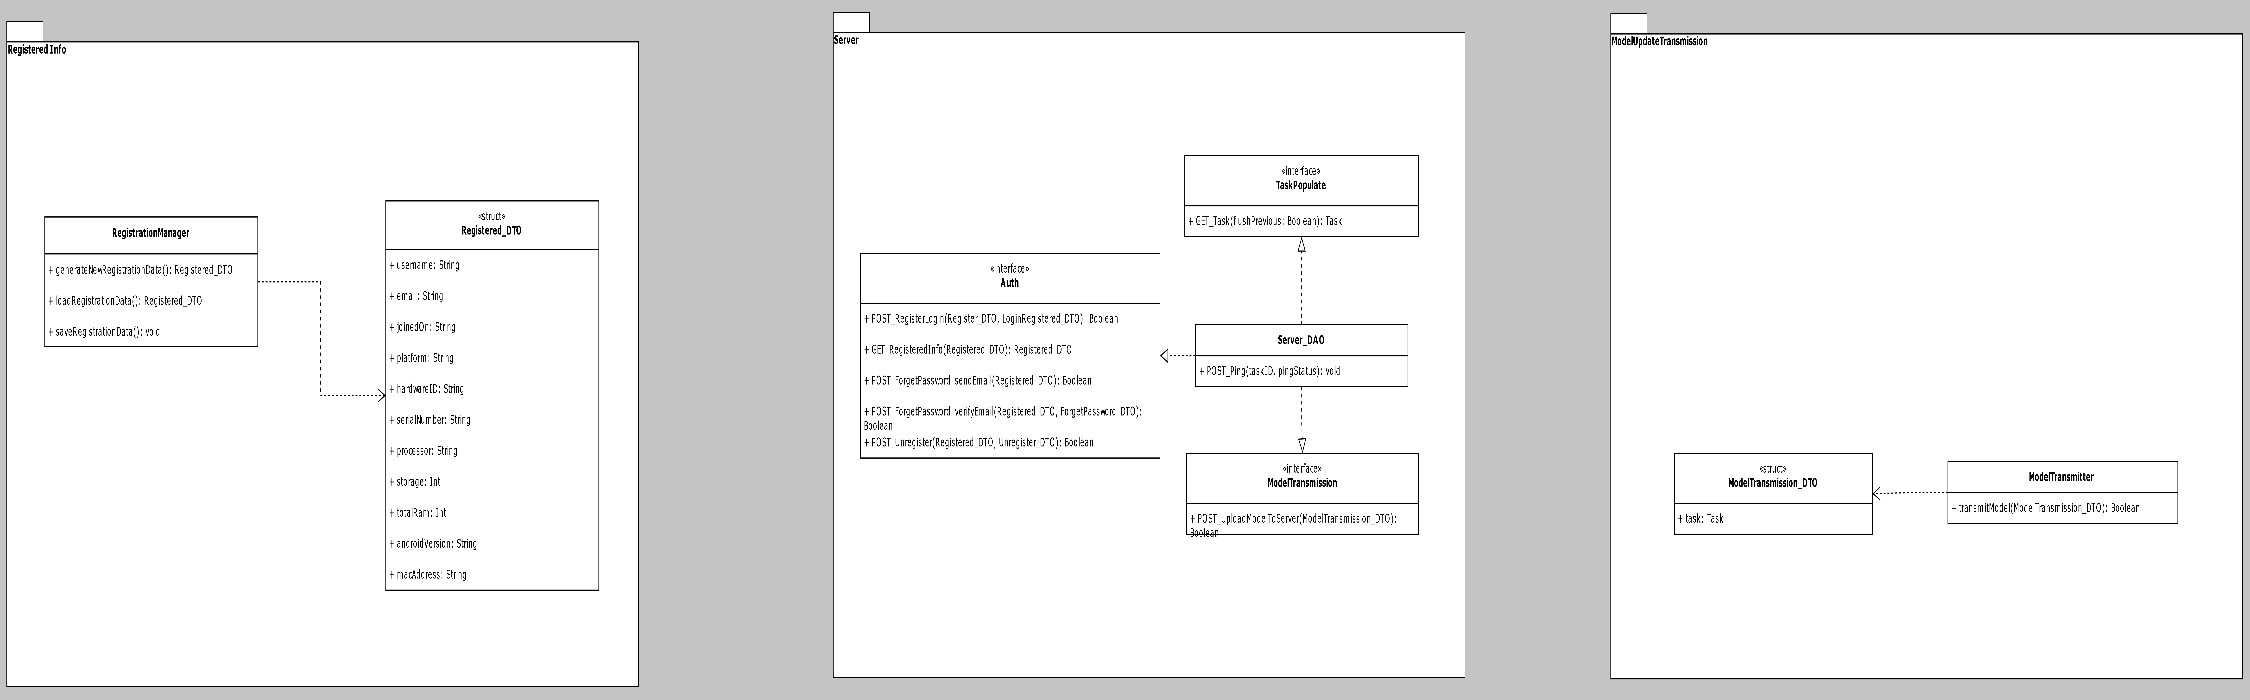 Registered Info
RegistrationManager
+ generateNewRegistrationData(): Registered_DTO
+ loadRegistrationData(): Registered_DTO
+ saveRegistrationData(): void
«struct»
Registered_DTO
+ username: String
+ email: String
+ joinedOn: String
+ platform: String
+ hardwareID: String
+ serialNumber: String
+ processor: String
+ storage: Int
+ totalRam: Int
+ androidVersion: String
+ macAddress: String
Server
«interface»
TaskPopulate
+ GET_Task(flushPrevious: Boolean): Task
«interface»
Auth
+ POST_RegisterLogin(Register_DTO, LoginRegistered_DTO): Boolean
+ GET_RegisteredInfo(Registered_DTO): Registered_DTO
+ POST_ForgetPassword_sendEmail(Registered_DTO): Boolean
+ POST_ForgetPassword_verifyEmail(Registered_DTO, ForgetPassword_DTO):
Boolean
+ POST_Unregister(Registered_DTO, Unregister_DTO): Boolean
Server_DAO
+ POST_Ping(taskID, pingStatus): void
«interface»
ModelTransmission
+ POST_UploadModelToServer(ModelTransmission_DTO):
Boolean
ModelUpdateTransmission
«struct»
ModelTransmission_DTO
+ task: Task
ModelTransmitter
+ transmitModel(ModelTransmission_DTO): Boolean